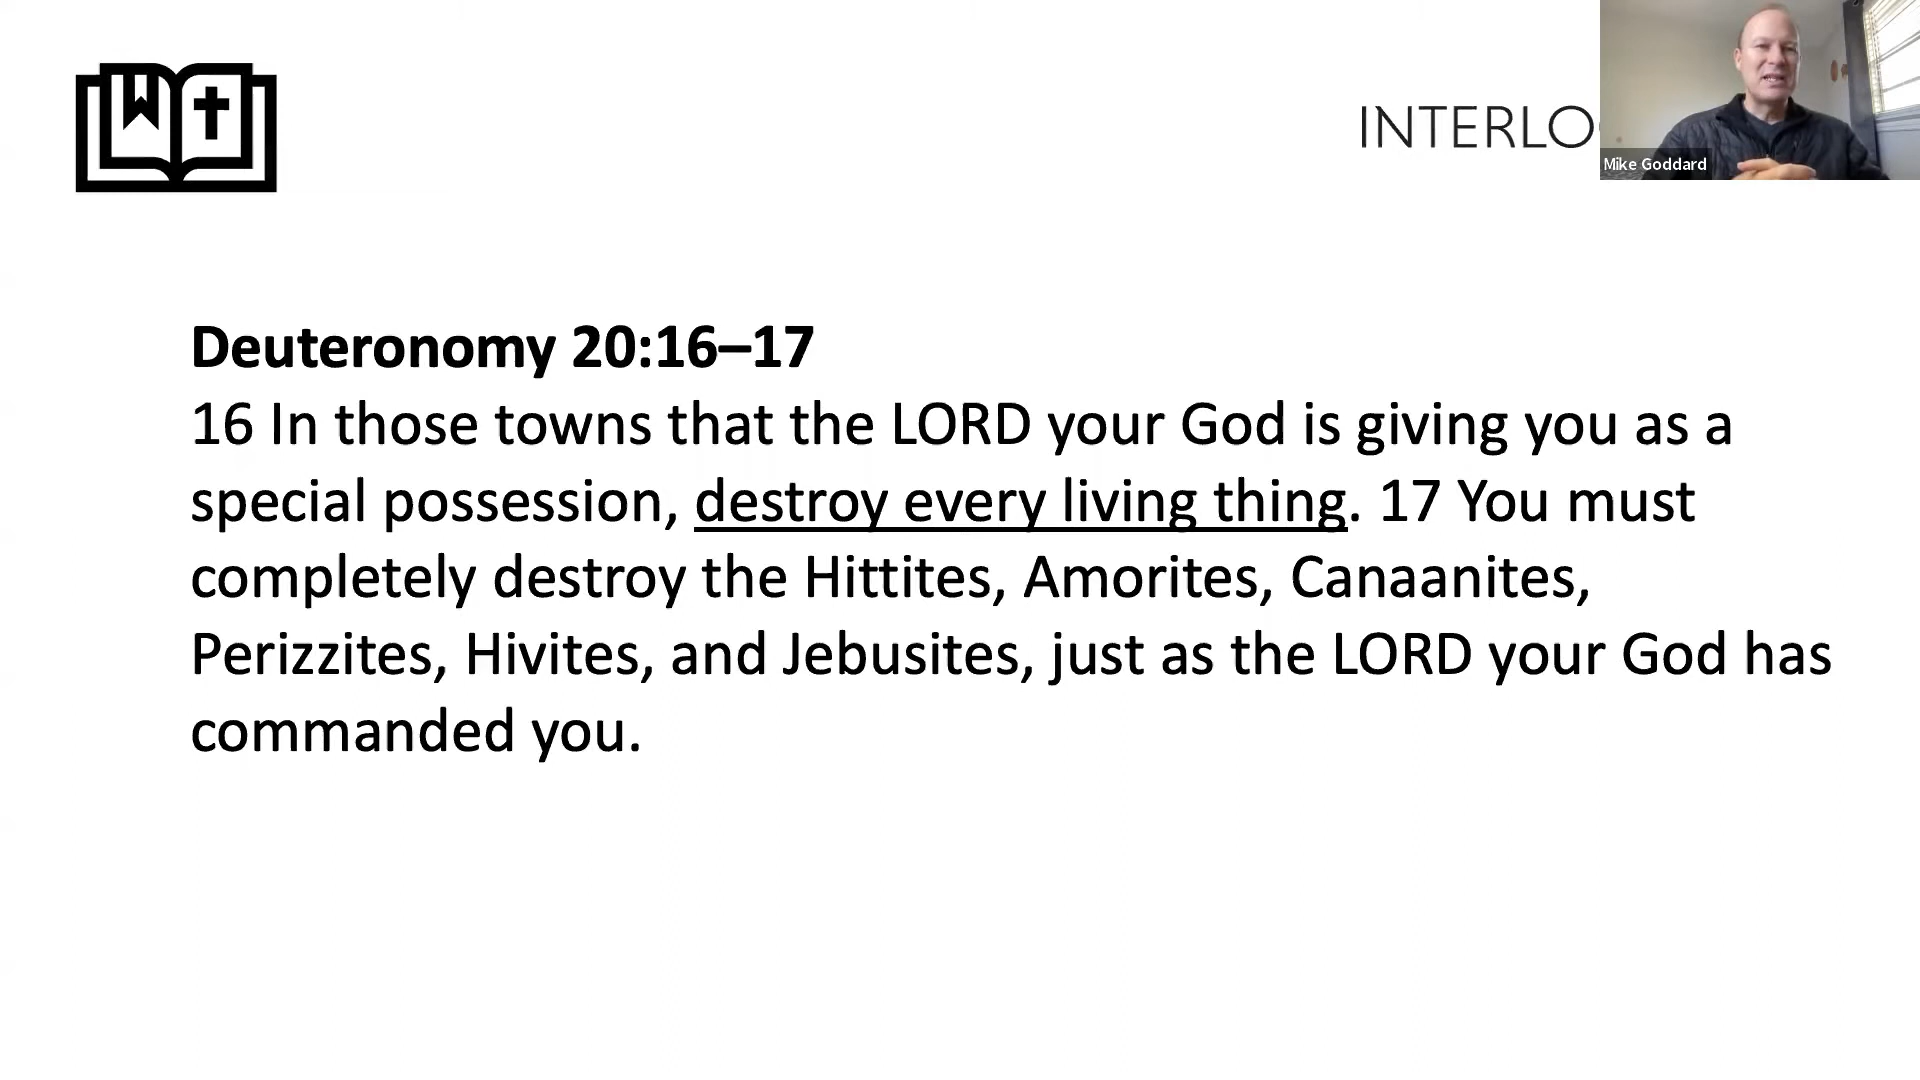 INTERLO
Mike Goddard
Deuteronomy 20:16–17
16 In those towns that the LORD your God is giving you as a
special possession, destroy every living thing. 17 You must
completely destroy the Hittites, Amorites, Canaanites,
Perizzites, Hivites, and Jebusites, just as the LORD your God has
commanded you.